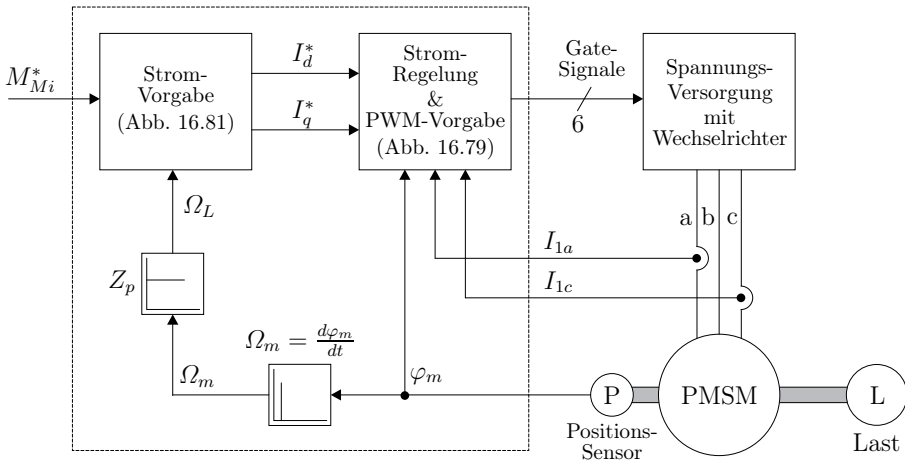 M*_{Mi}
Strom-
Vorgabe
(Abb. 16.81)
I*_d
I*_q
Strom-
Regelung
&
PWM-Vorgabe
(Abb. 16.79)
Gate-
Signale
6
Spannungs-
Versorgung
mit
Wechselrichter
a b c
Ω_L
I_{1a}
Z_p
I_{1c}
Ω_m = dφ_m/dt
Ω_m
φ_m
P
PMSM
L
Positions-
Sensor
Last